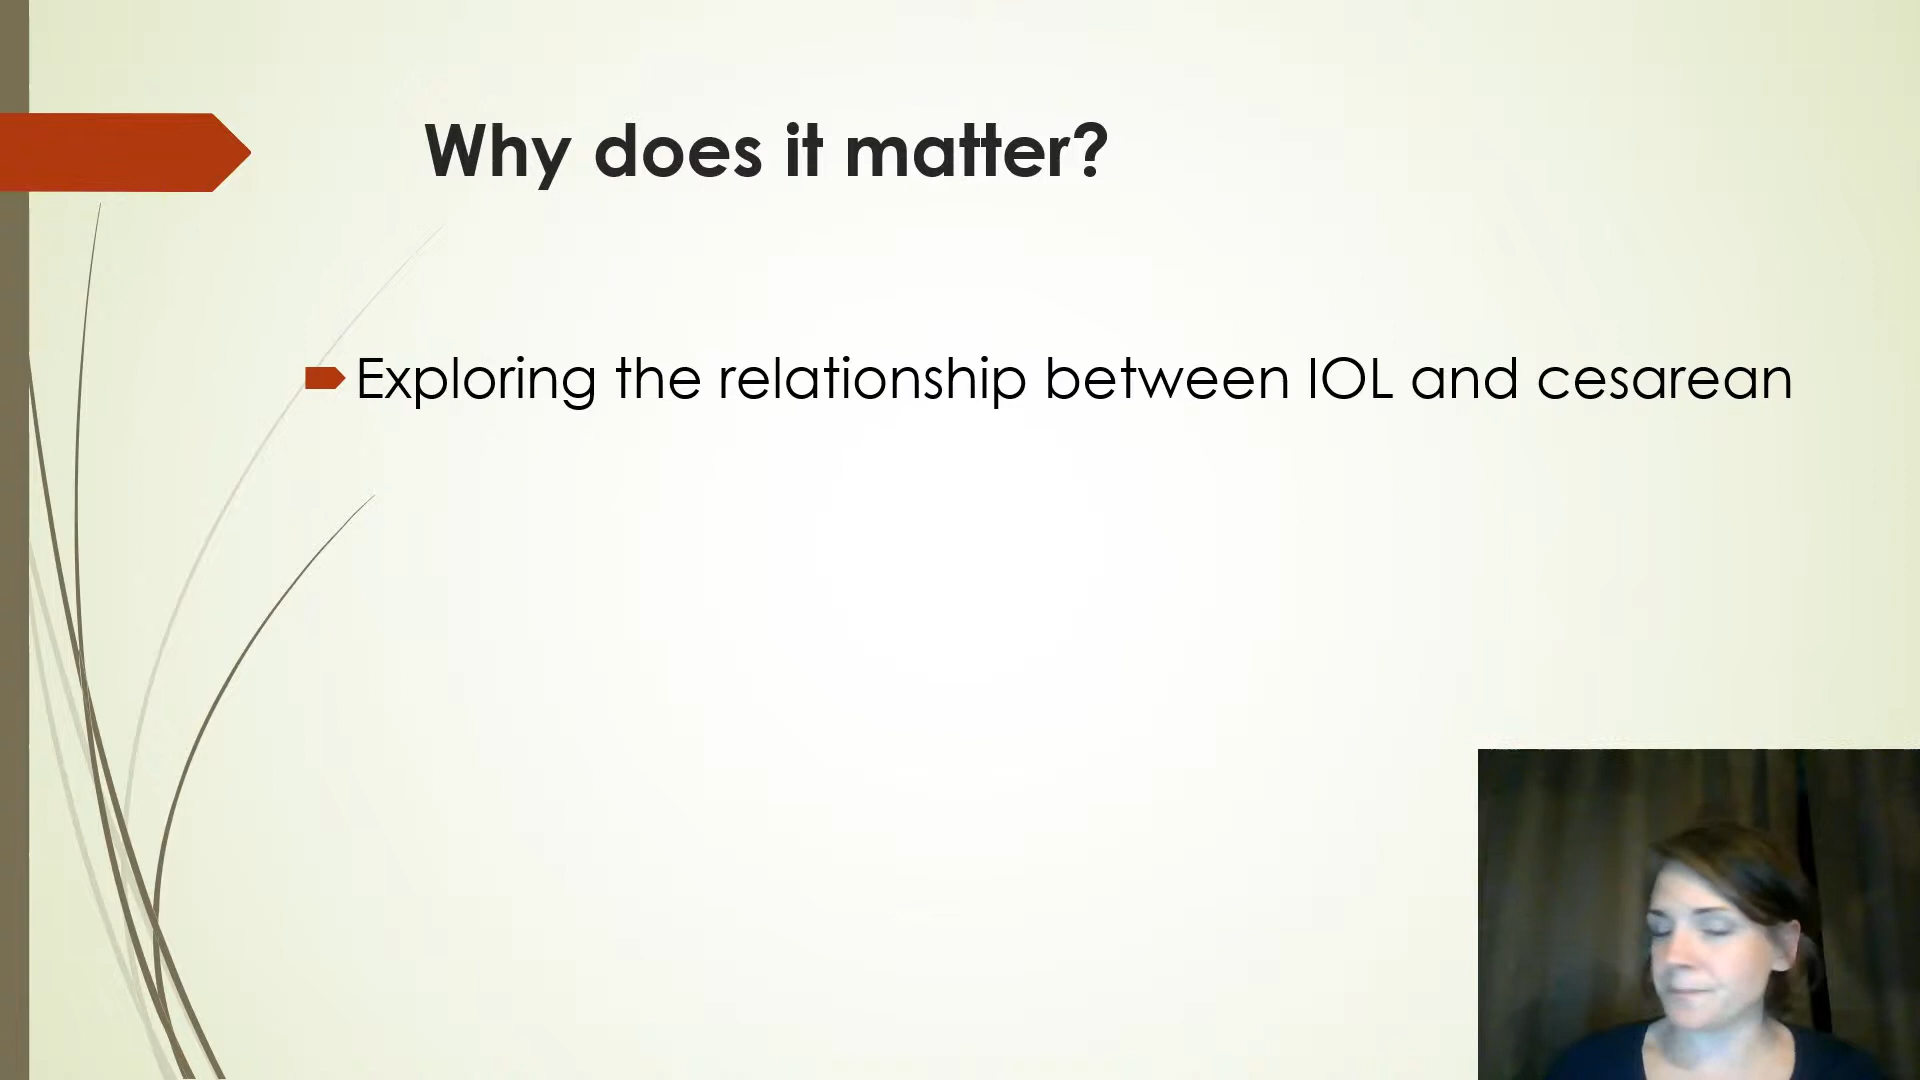 Why does it matter?
Exploring the relationship between IOL and cesarean